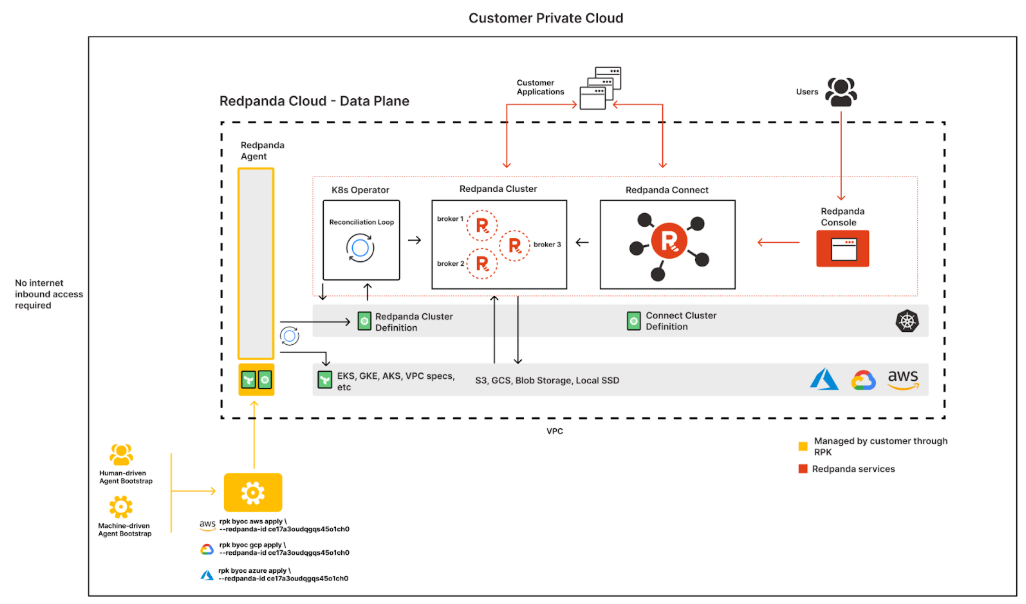 Customer Private Cloud
Redpanda Cloud - Data Plane
Customer
Applications
Users
Redpanda
Agent
K8s Operator
Redpanda Cluster
Redpanda Connect
Redpanda
Console
Reconciliation Loop
broker 1
broker 3
broker 2
No internet
inbound access
required
Redpanda Cluster
Definition
Connect Cluster
Definition
EKS, GKE, AKS, VPC specs,
etc
S3, GCS, Blob Storage, Local SSD
aws
VPC
Managed by customer through
RPK
Redpanda services
Human-driven
Agent Bootstrap
Machine-driven
Agent Bootstrap
aws
rpk byoc aws apply \
--redpanda-id ce17a3oudqgqs45o1ch0
rpk byoc gcp apply \
--redpanda-id ce17a3oudqgqs45o1ch0
rpk byoc azure apply \
--redpanda-id ce17a3oudqgqs45o1ch0